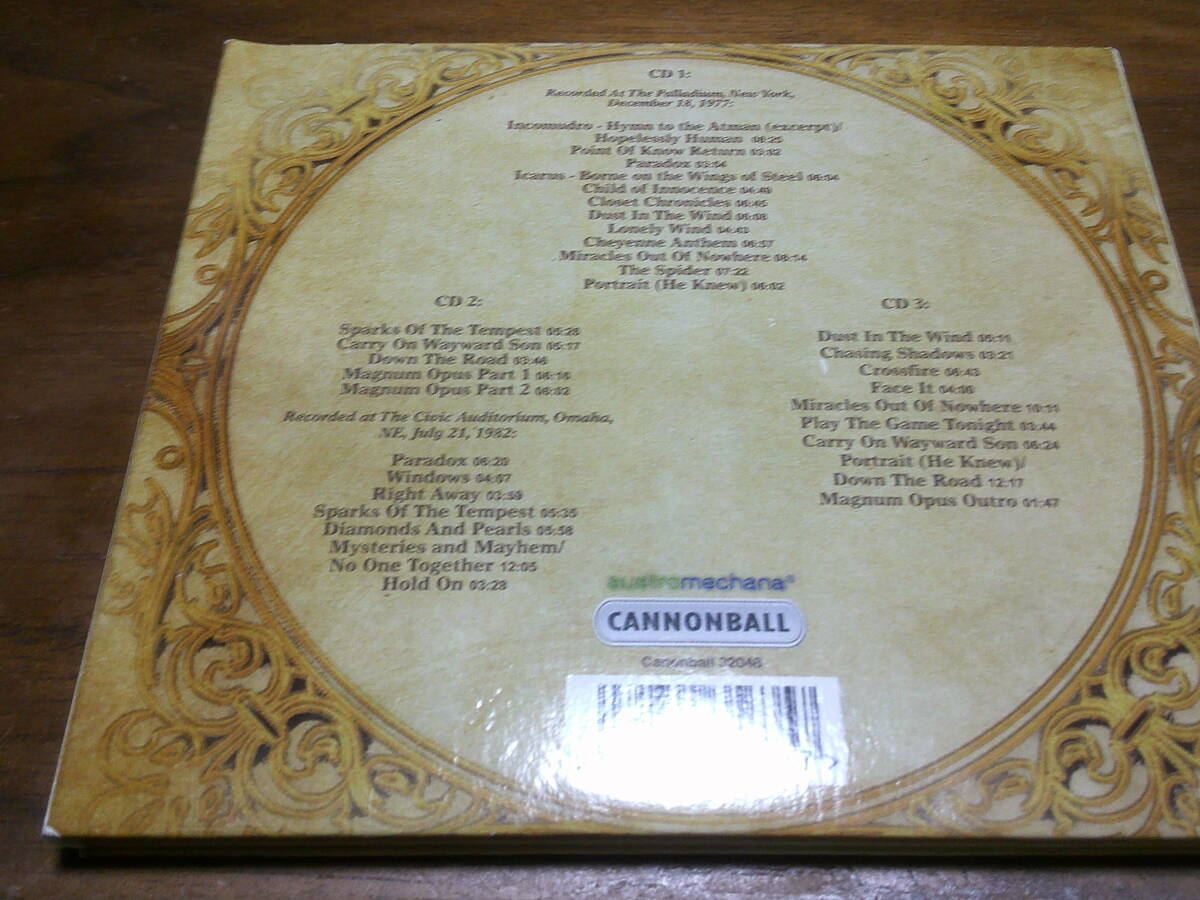 CD 1:
Recorded At The Palladium, New York,
December 18, 1977:
Incomudro - Hymn to the Atman (excerpt)/
Hopelessly Human 08:25
Point Of Know Return 03:02
Paradox 03:54
Icarus - Borne on the Wings of Steel 06:04
Child of Innocence 04:49
Closet Chronicles 06:45
Dust In The Wind 06:08
Lonely Wind 04:43
Cheyenne Anthem 06:57
Miracles Out Of Nowhere 08:14
The Spider 07:22
Portrait (He Knew) 06:02
CD 2:
Sparks Of The Tempest 05:28
Carry On Wayward Son 05:17
Down The Road 03:46
Magnum Opus Part 1 06:16
Magnum Opus Part 2 06:02
Recorded at The Civic Auditorium, Omaha,
NE, July 21, 1982:
Paradox 06:20
Windows 04:07
Right Away 03:59
Sparks Of The Tempest 05:35
Diamonds And Pearls 05:58
Mysteries and Mayhem/
No One Together 12:05
Hold On 03:28
CD 3:
Dust In The Wind 05:11
Chasing Shadows 03:21
Crossfire 06:43
Face It
Miracles Out Of Nowhere 10:11
Play The Game Tonight 03:44
Carry On Wayward Son 06:24
Portrait (He Knew)/
Down The Road 12:17
Magnum Opus Outro 01:47
austromechana®
CANNONBALL
Canonball 32048